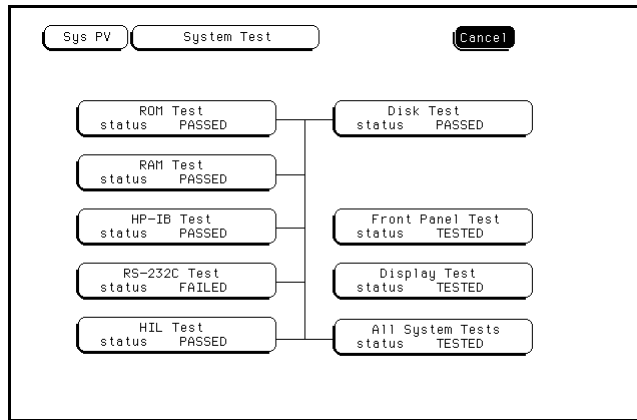 Sys PV System Test Cancel
ROM Test
status PASSED
Disk Test
status PASSED
RAM Test
status PASSED
HP-IB Test
status PASSED
Front Panel Test
status TESTED
RS-232C Test
status FAILED
Display Test
status TESTED
HIL Test
status PASSED
All System Tests
status TESTED